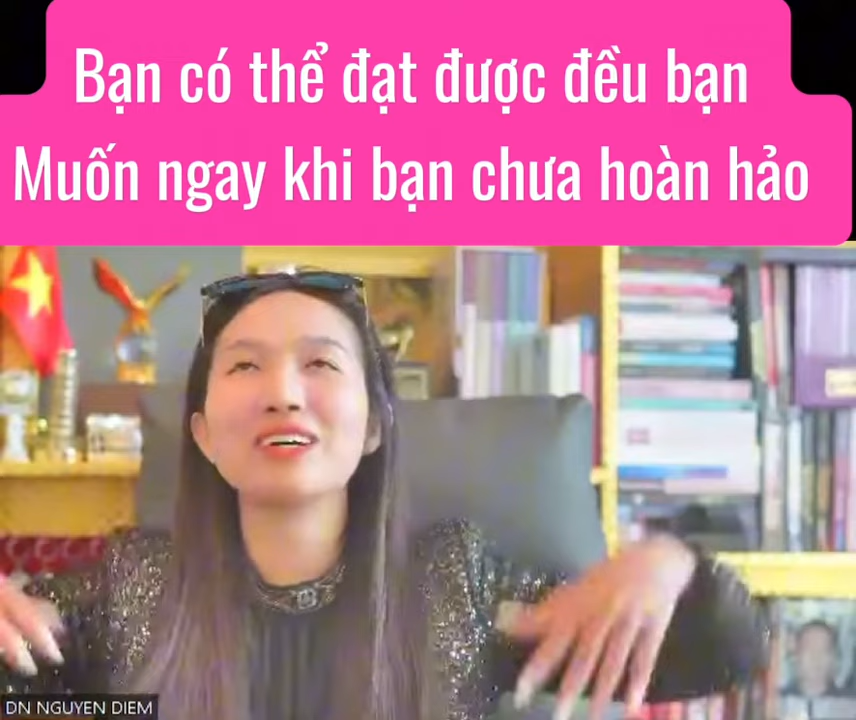 Bạn có thể đạt được đều bạn
Muốn ngay khi bạn chưa hoàn hảo
DN NGUYEN DIEM